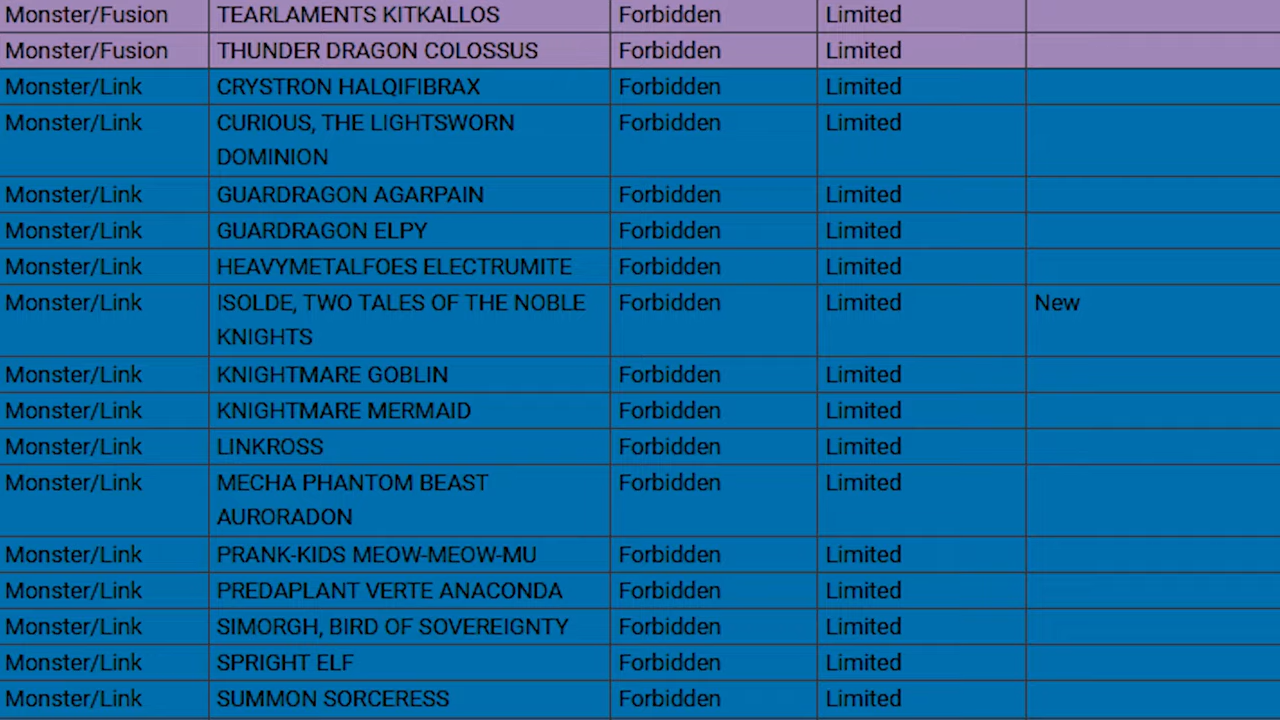 Monster/Fusion TEARLAMENTS KITKALLOS Forbidden Limited
Monster/Fusion THUNDER DRAGON COLOSSUS Forbidden Limited
Monster/Link CRYSTRON HALQIFIBRAX Forbidden Limited
Monster/Link CURIOUS, THE LIGHTSWORN Forbidden Limited
DOMINION
Monster/Link GUARDRAGON AGARPAIN Forbidden Limited
Monster/Link GUARDRAGON ELPY Forbidden Limited
Monster/Link HEAVYMETALFOES ELECTRUMITE Forbidden Limited
Monster/Link ISOLDE, TWO TALES OF THE NOBLE Forbidden Limited New
KNIGHTS
Monster/Link KNIGHTMARE GOBLIN Forbidden Limited
Monster/Link KNIGHTMARE MERMAID Forbidden Limited
Monster/Link LINKROSS Forbidden Limited
Monster/Link MECHA PHANTOM BEAST Forbidden Limited
AURORADON
Monster/Link PRANK-KIDS MEOW-MEOW-MU Forbidden Limited
Monster/Link PREDAPLANT VERTE ANACONDA Forbidden Limited
Monster/Link SIMORGH, BIRD OF SOVEREIGNTY Forbidden Limited
Monster/Link SPRIGHT ELF Forbidden Limited
Monster/Link SUMMON SORCERESS Forbidden Limited